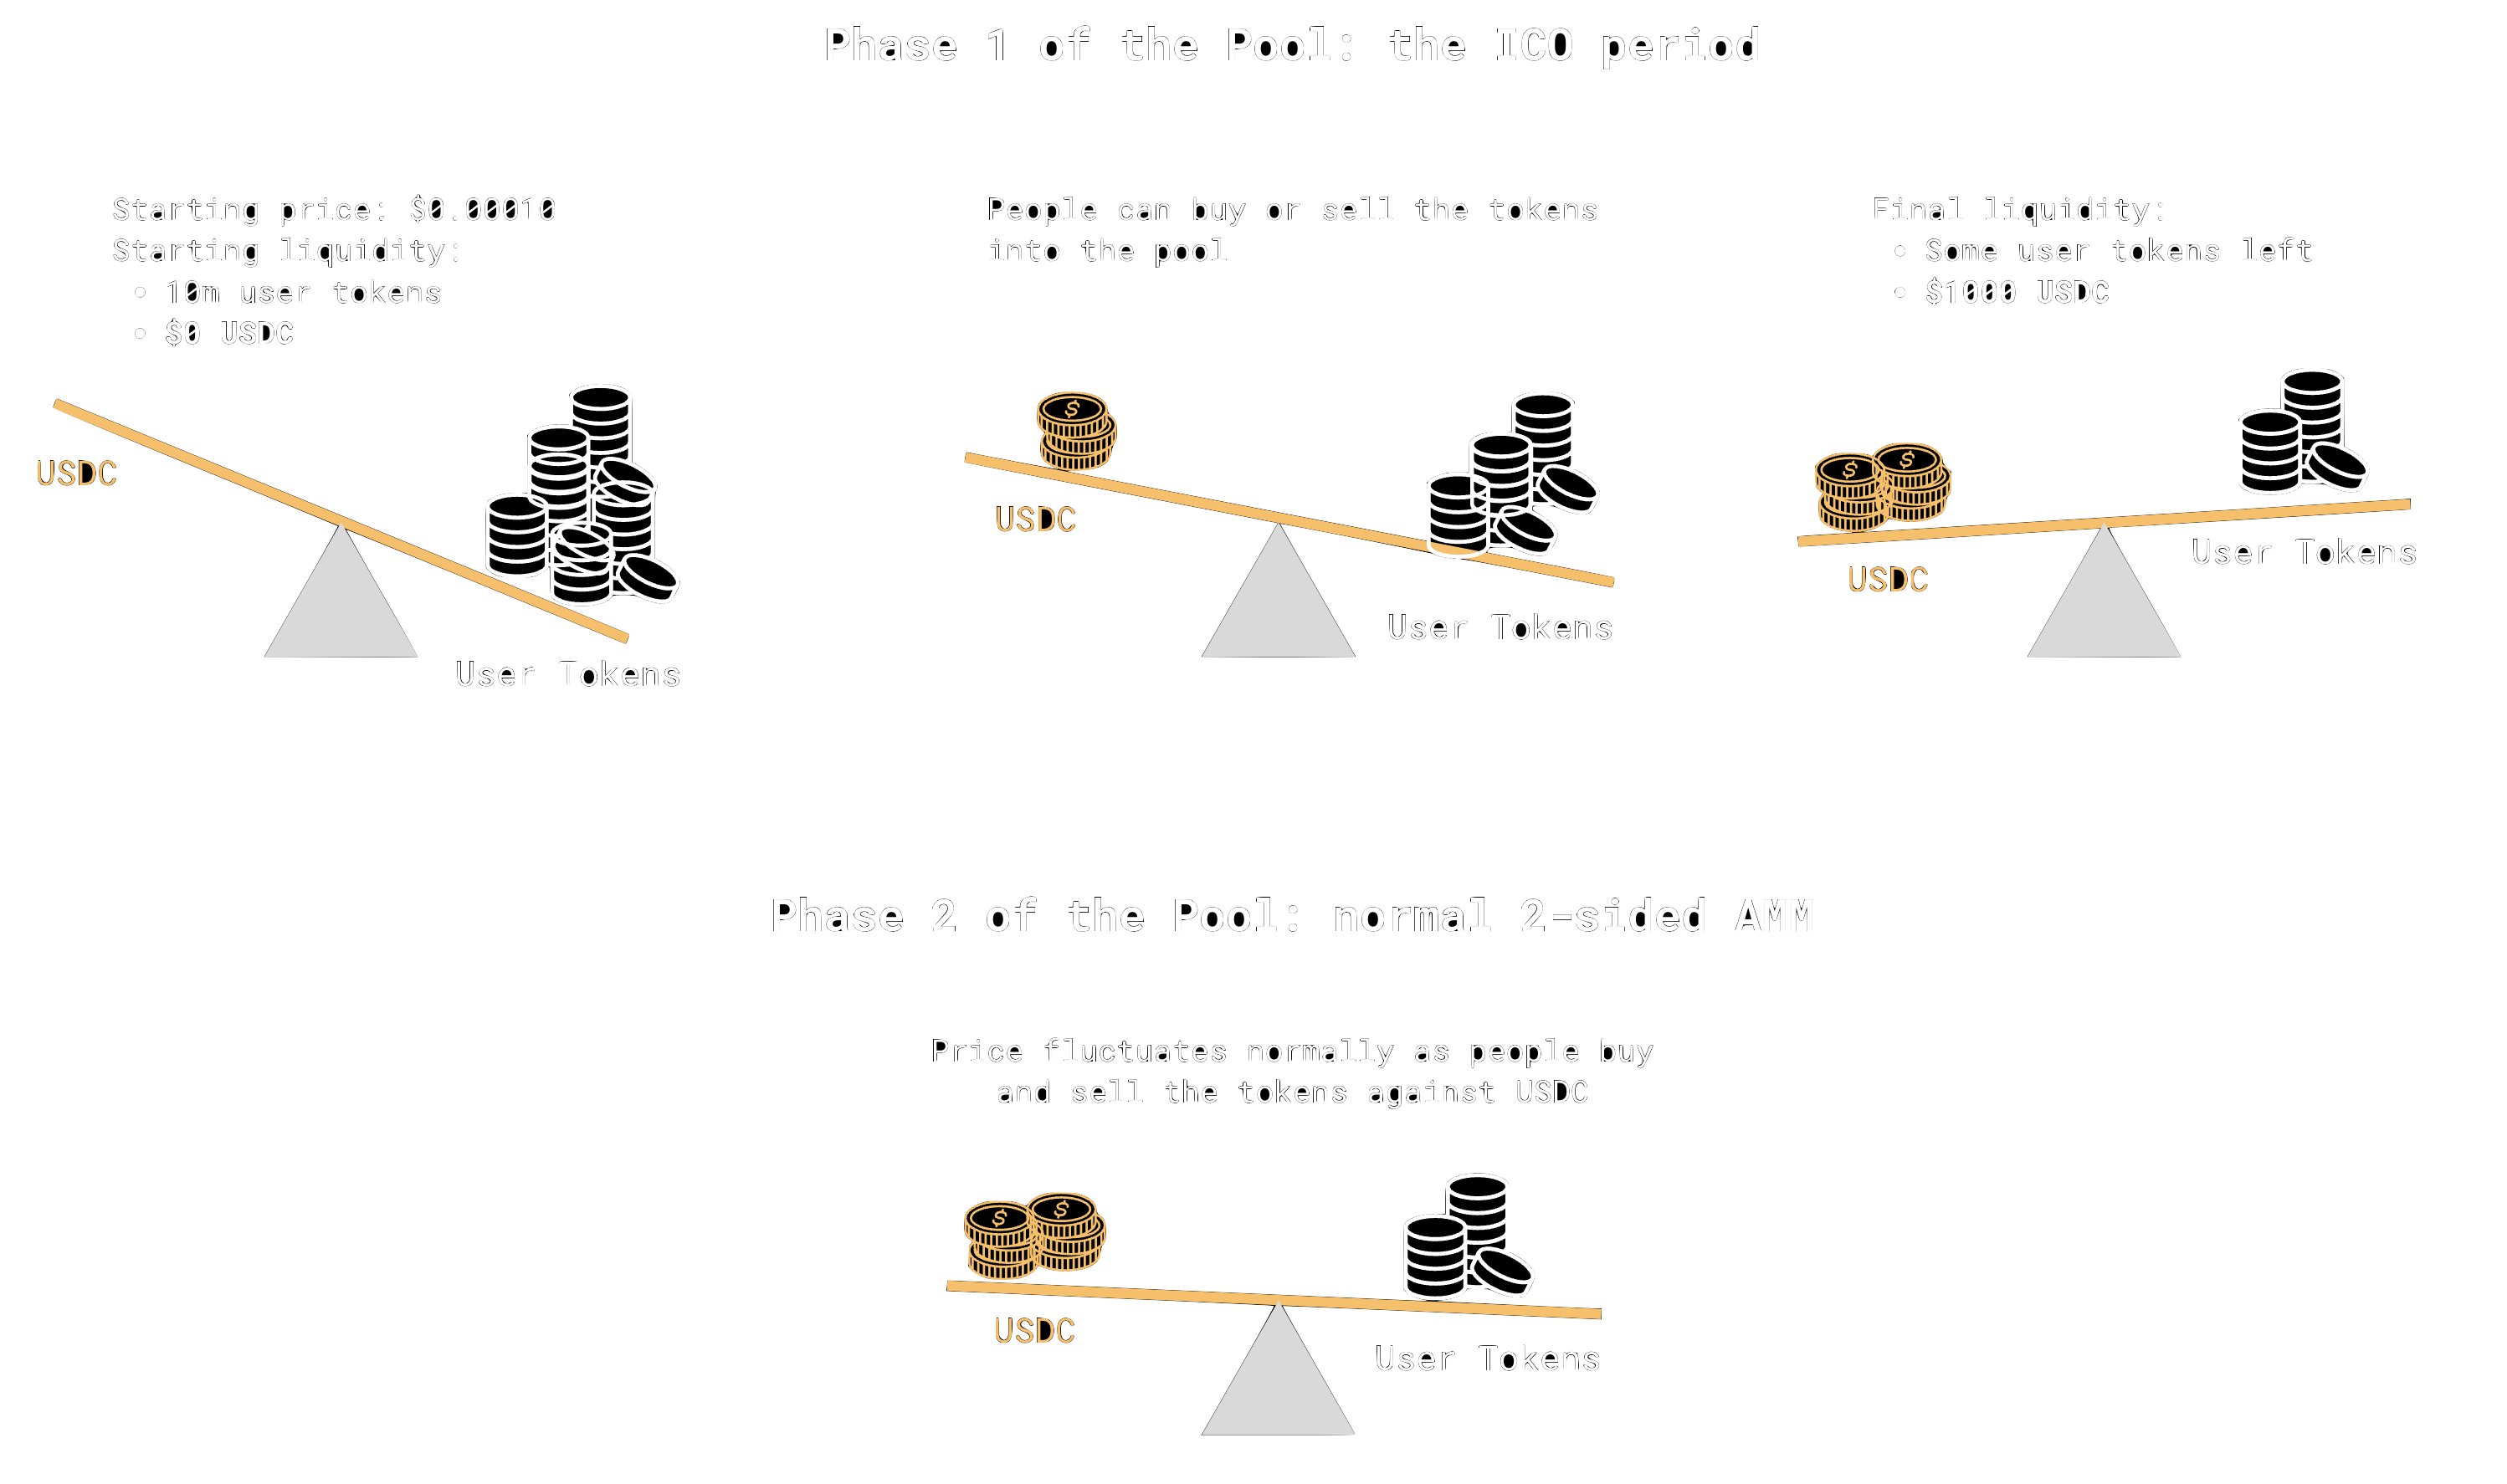 Phase 1 of the Pool: the ICO period
Starting price: $0.00010
Starting liquidity:
◦ 10m user tokens
◦ $0 USDC
USDC
User Tokens
People can buy or sell the tokens
into the pool
USDC
User Tokens
Final liquidity:
◦ Some user tokens left
◦ $1000 USDC
USDC
User Tokens
Phase 2 of the Pool: normal 2-sided AMM
Price fluctuates normally as people buy
and sell the tokens against USDC
USDC
User Tokens